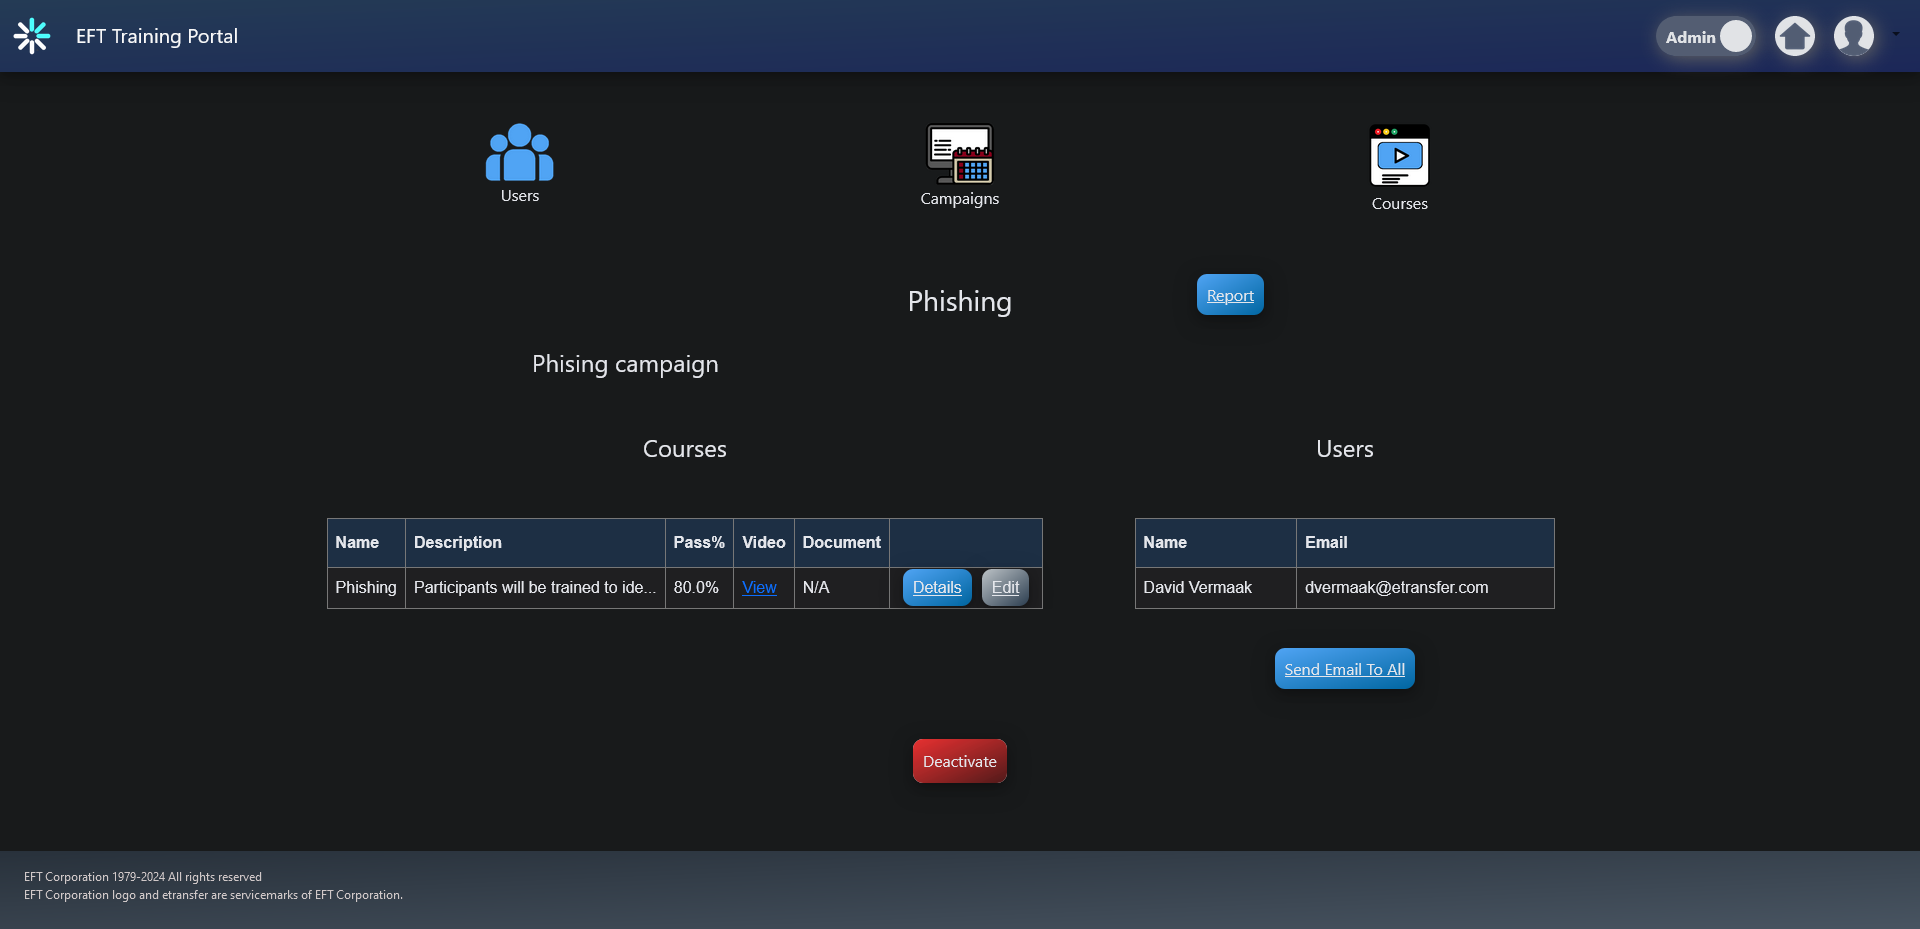 EFT Training Portal
Admin
Users
Campaigns
Courses
Phishing
Report
Phising campaign
Courses
Users
Name Description Pass% Video Document
Phishing Participants will be trained to ide... 80.0% View N/A Details Edit
Name Email
David Vermaak dvermaak@etransfer.com
Send Email To All
Deactivate
EFT Corporation 1979-2024 All rights reserved
EFT Corporation logo and etransfer are servicemarks of EFT Corporation.